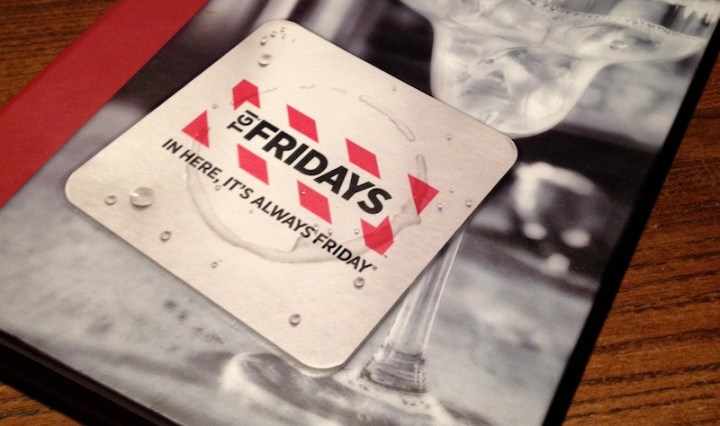 TGI FRIDAYS
IN HERE, IT'S ALWAYS FRIDAY®